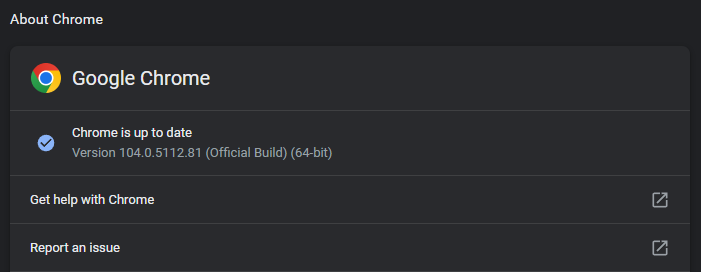 About Chrome
Google Chrome
Chrome is up to date
Version 104.0.5112.81 (Official Build) (64-bit)
Get help with Chrome
Report an issue